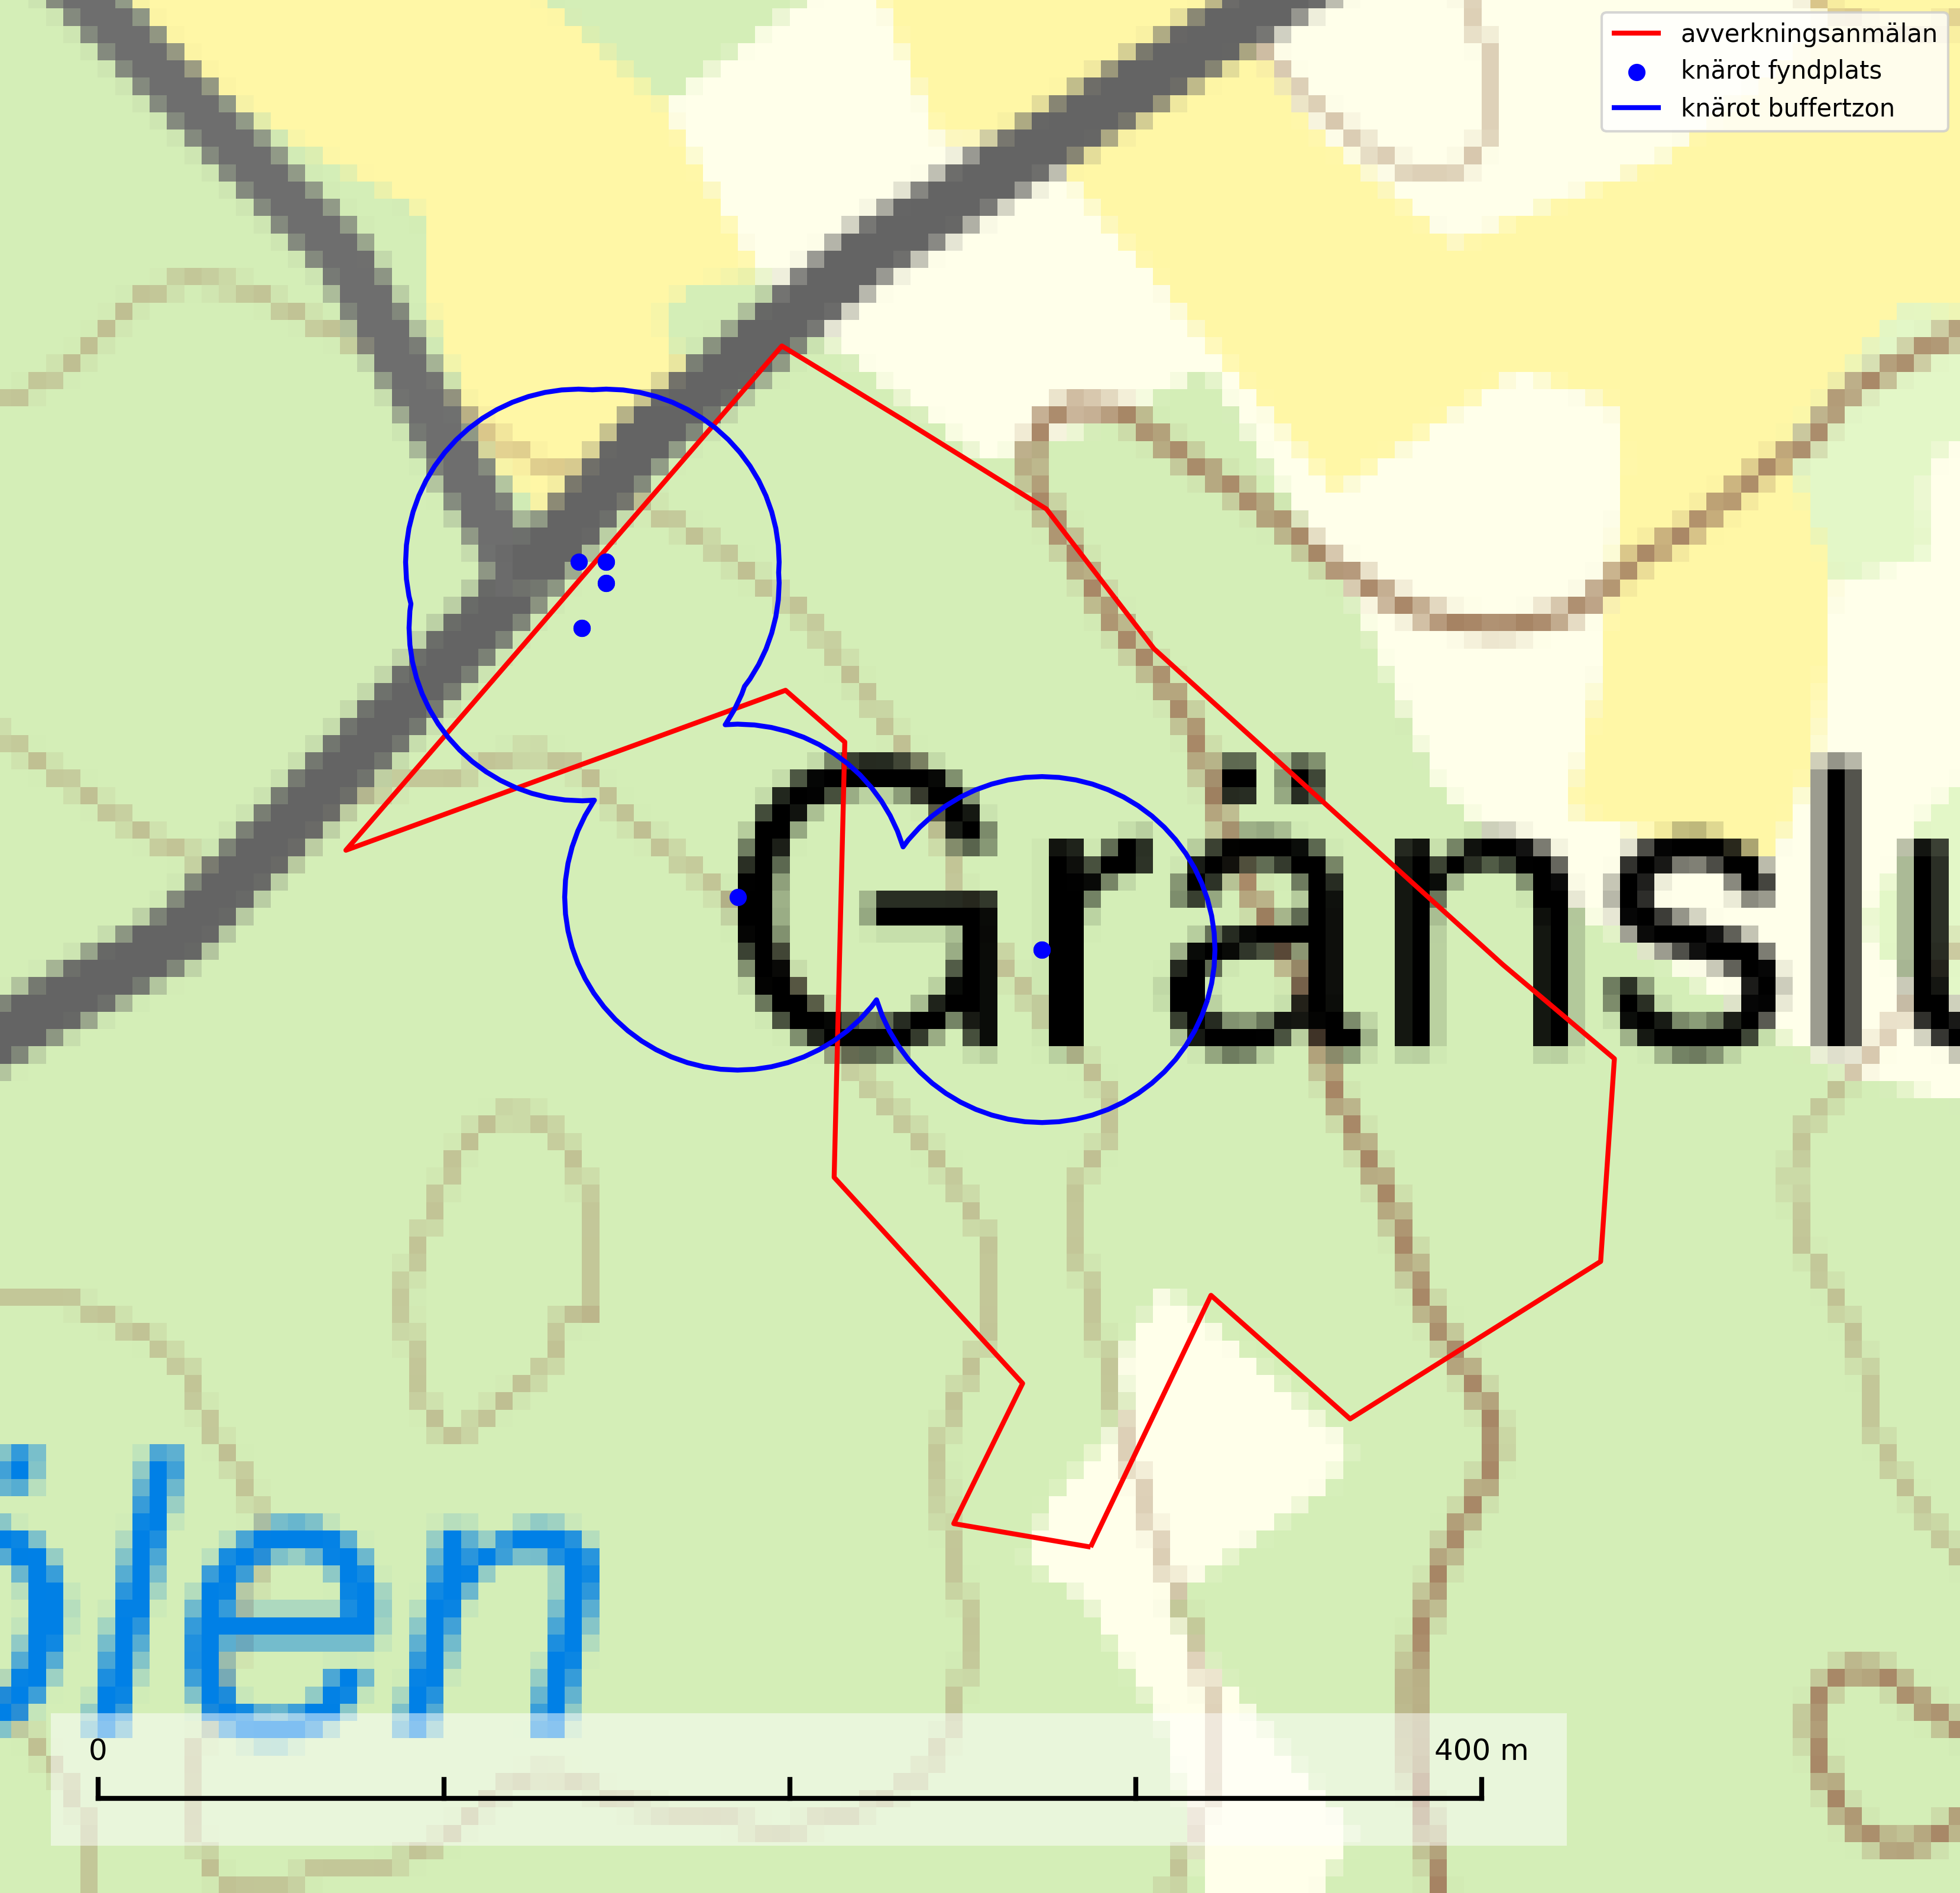 avverkningsanmälan
knärot fyndplats
knärot buffertzon
Gränslu
len
0 400 m